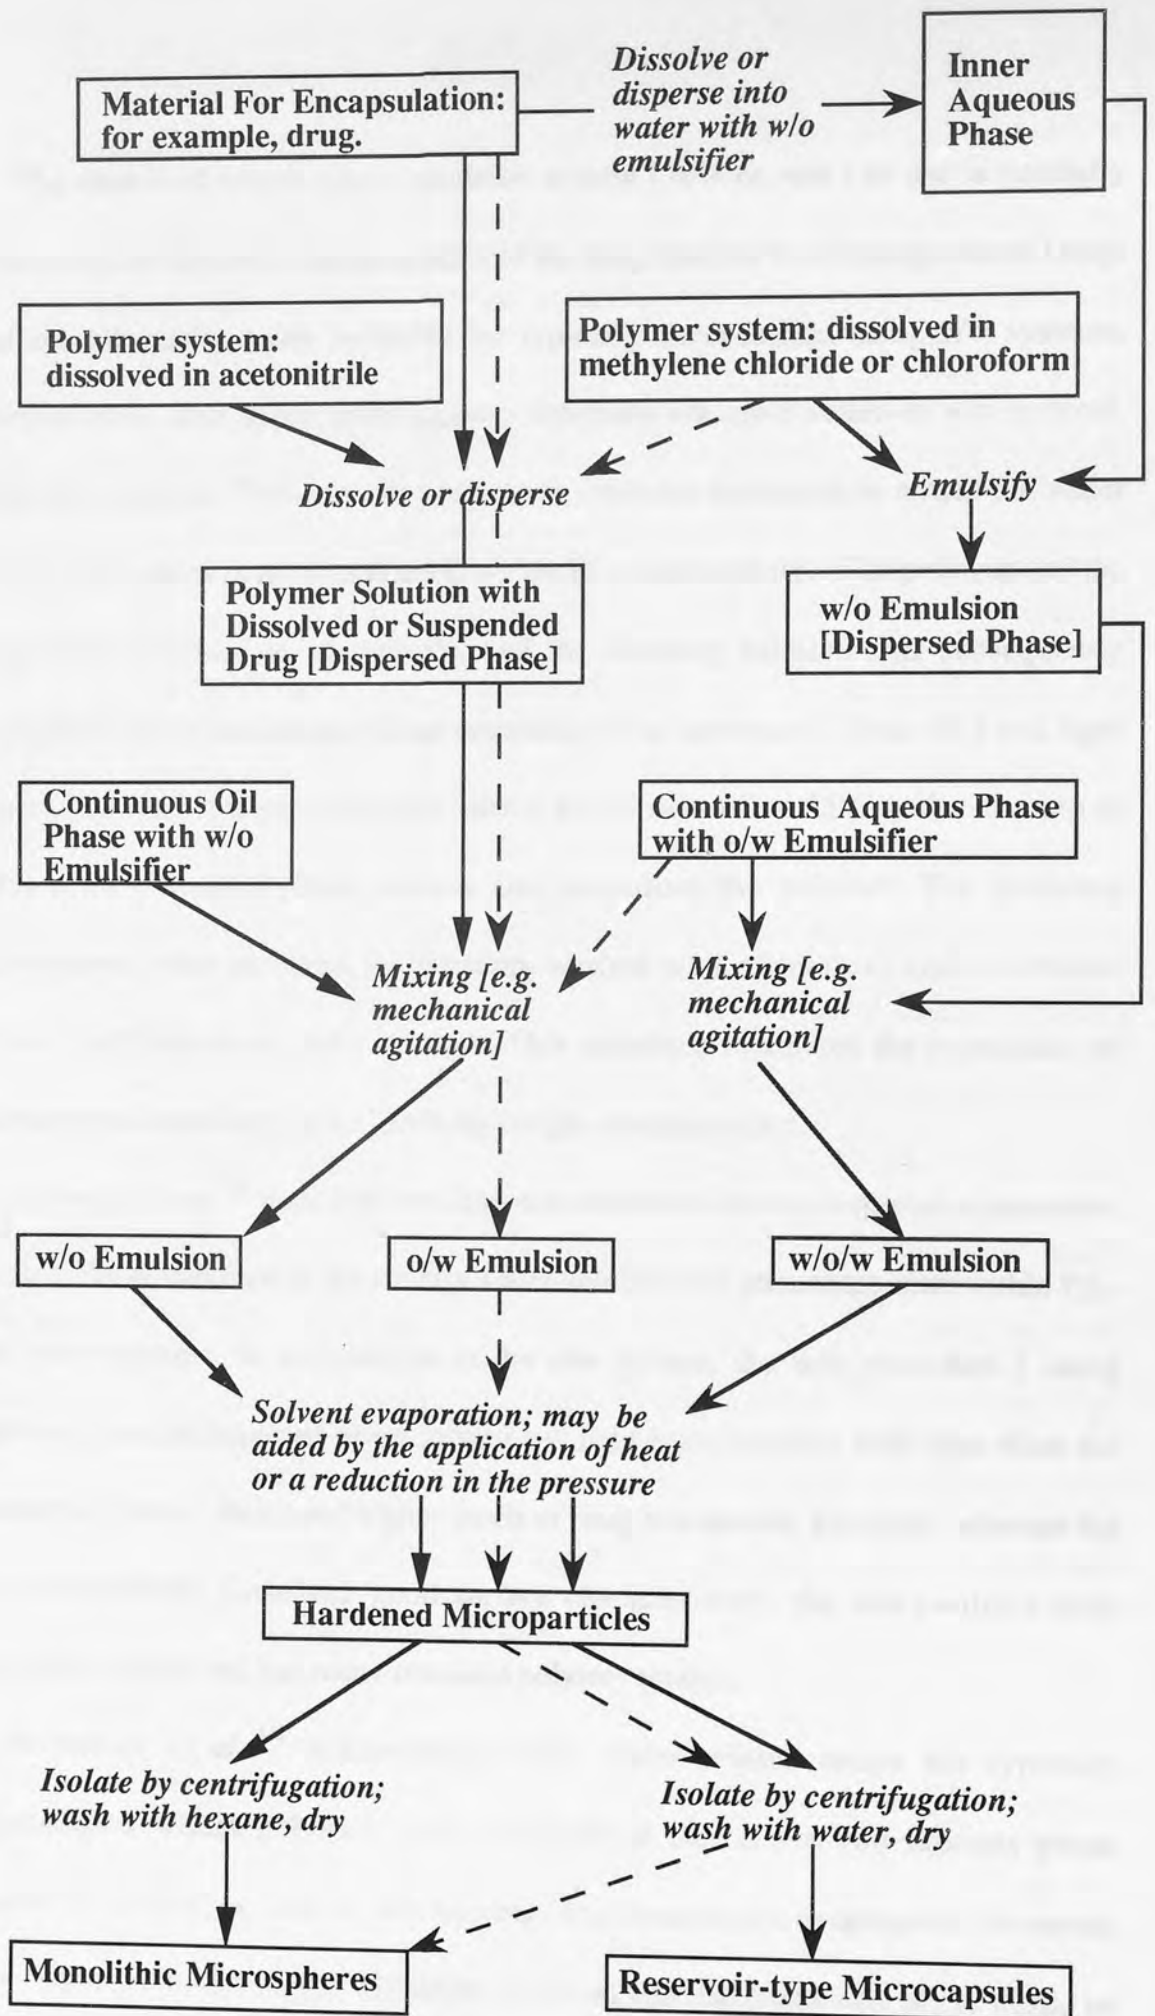 Material For Encapsulation:
for example, drug.
Dissolve or
disperse into
water with w/o
emulsifier
Inner
Aqueous
Phase
Polymer system:
dissolved in acetonitrile
Polymer system: dissolved in
methylene chloride or chloroform
Dissolve or disperse
Emulsify
Polymer Solution with
Dissolved or Suspended
Drug [Dispersed Phase]
w/o Emulsion
[Dispersed Phase]
Continuous Oil
Phase with w/o
Emulsifier
Continuous Aqueous Phase
with o/w Emulsifier
Mixing [e.g.
mechanical
agitation]
Mixing [e.g.
mechanical
agitation]
w/o Emulsion
o/w Emulsion
w/o/w Emulsion
Solvent evaporation; may be
aided by the application of heat
or a reduction in the pressure
Hardened Microparticles
Isolate by centrifugation;
wash with hexane, dry
Isolate by centrifugation;
wash with water, dry
Monolithic Microspheres
Reservoir-type Microcapsules